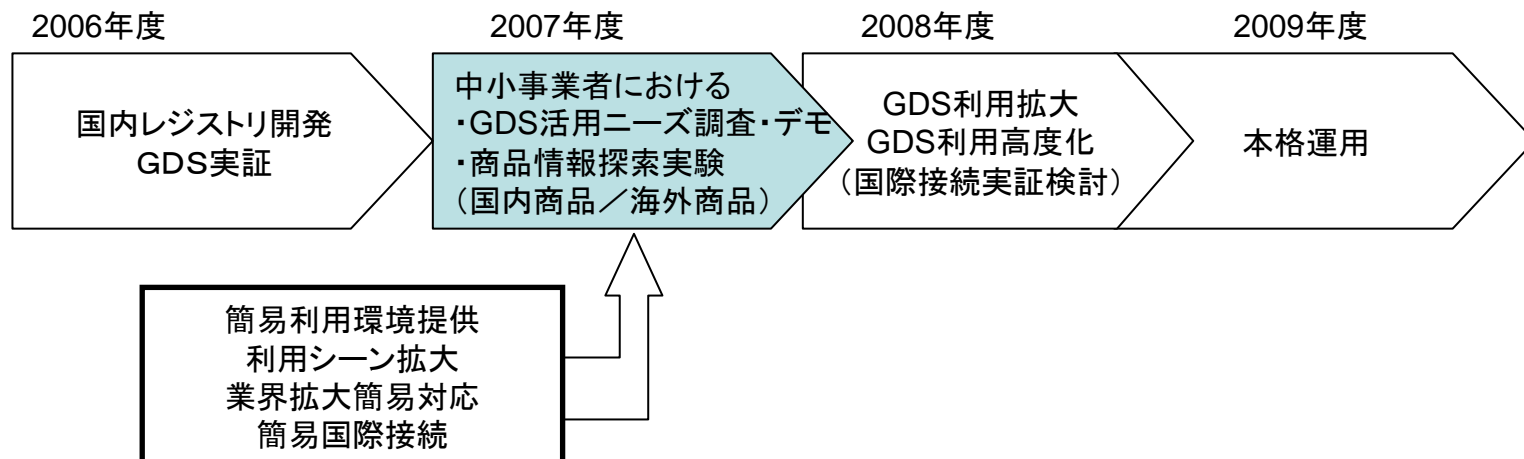 2006年度
2007年度
2008年度
2009年度
国内レジストリ開発
GDS実証
中小事業者における
・GDS活用ニーズ調査・デモ
・商品情報探索実験
（国内商品／海外商品）
GDS利用拡大
GDS利用高度化
（国際接続実証検討）
本格運用
簡易利用環境提供
利用シーン拡大
業界拡大簡易対応
簡易国際接続